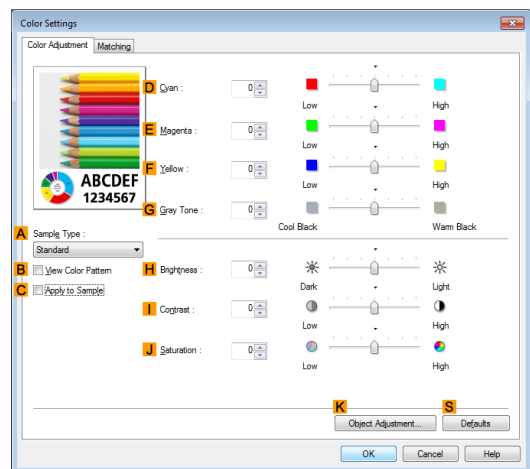 Color Settings
Color Adjustment Matching
ABCDEF
1234567
D Cyan : 0
Low High
E Magenta : 0
Low High
F Yellow : 0
Low High
G Gray Tone : 0
Cool Black Warm Black
A Sample Type :
Standard
B View Color Pattern
C Apply to Sample
H Brightness : 0
Dark Light
I Contrast : 0
Low High
J Saturation : 0
Low High
K S
Object Adjustment... Defaults
OK Cancel Help